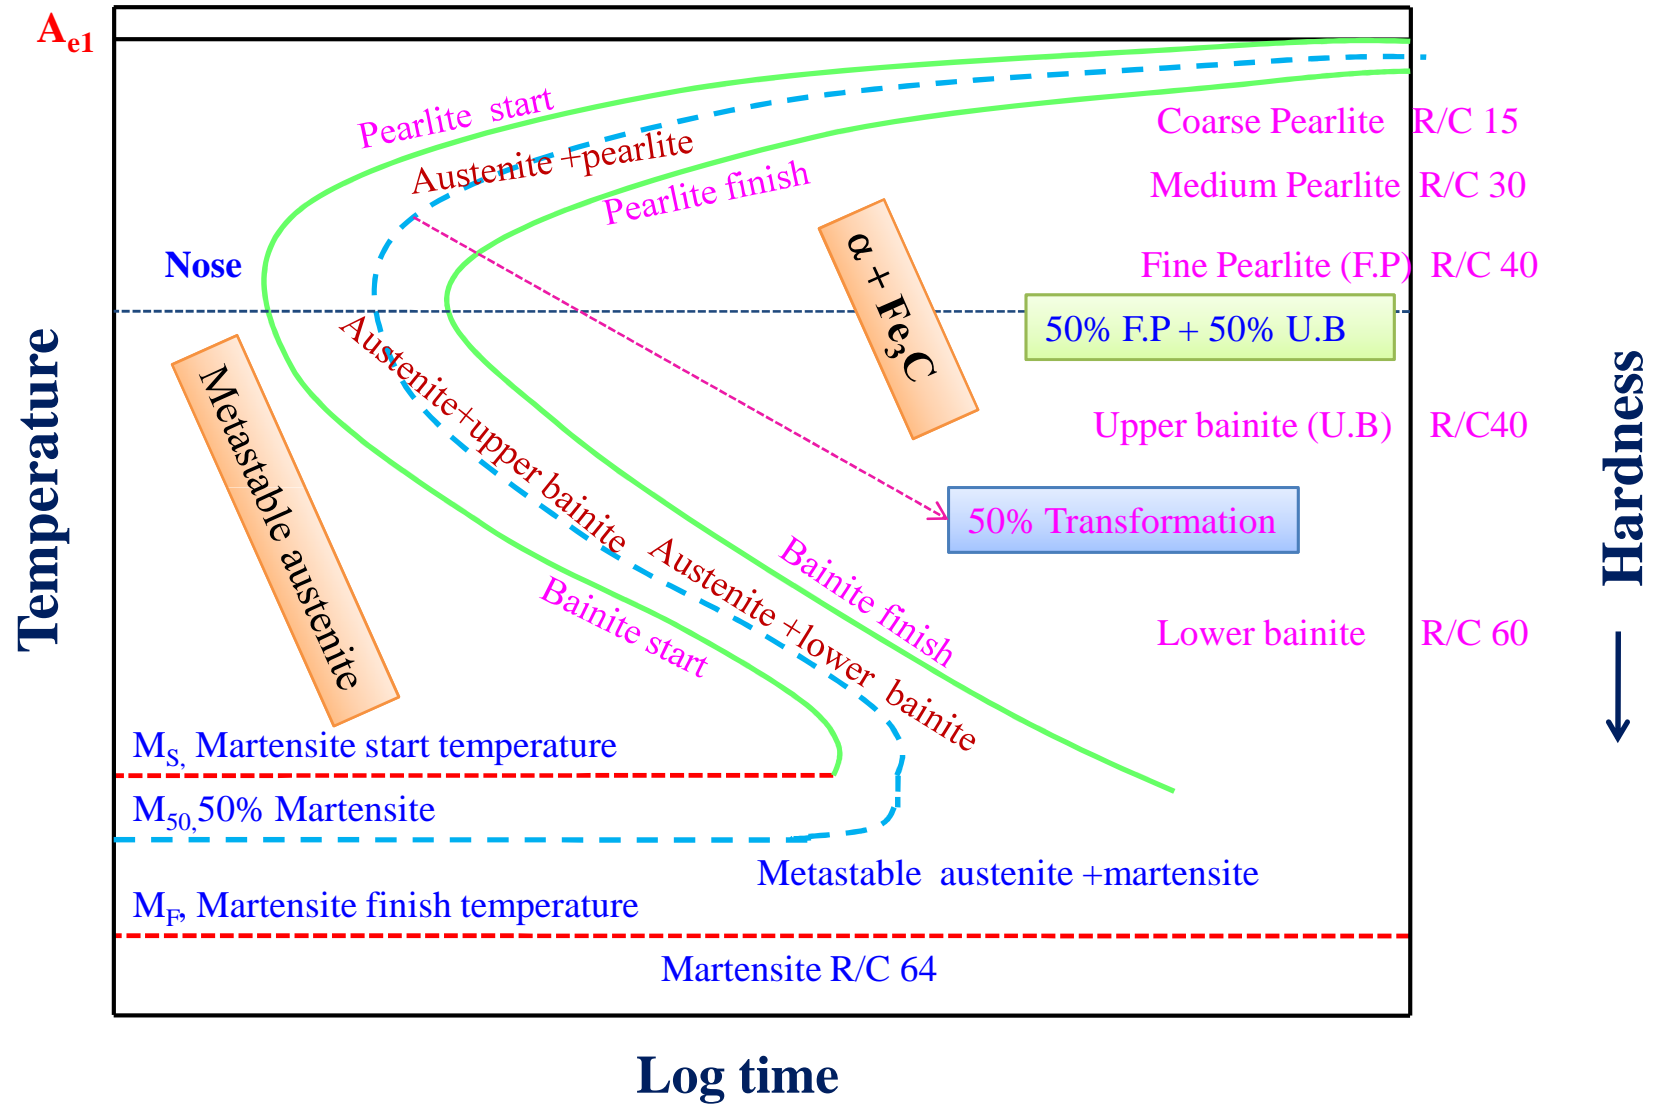 Ae1
Pearlite start
Coarse Pearlite R/C 15
Austenite +pearlite
Pearlite finish
Medium Pearlite R/C 30
Nose
α + Fe3C
Fine Pearlite (F.P) R/C 40
50% F.P + 50% U.B
Austenite+upper bainite
Upper bainite (U.B) R/C40
Metastable austenite
50% Transformation
Temperature
Hardness
Bainite start
Austenite +lower bainite
Bainite finish
Lower bainite R/C 60
MS, Martensite start temperature
M50,50% Martensite
Metastable austenite +martensite
MF, Martensite finish temperature
Martensite R/C 64
Log time